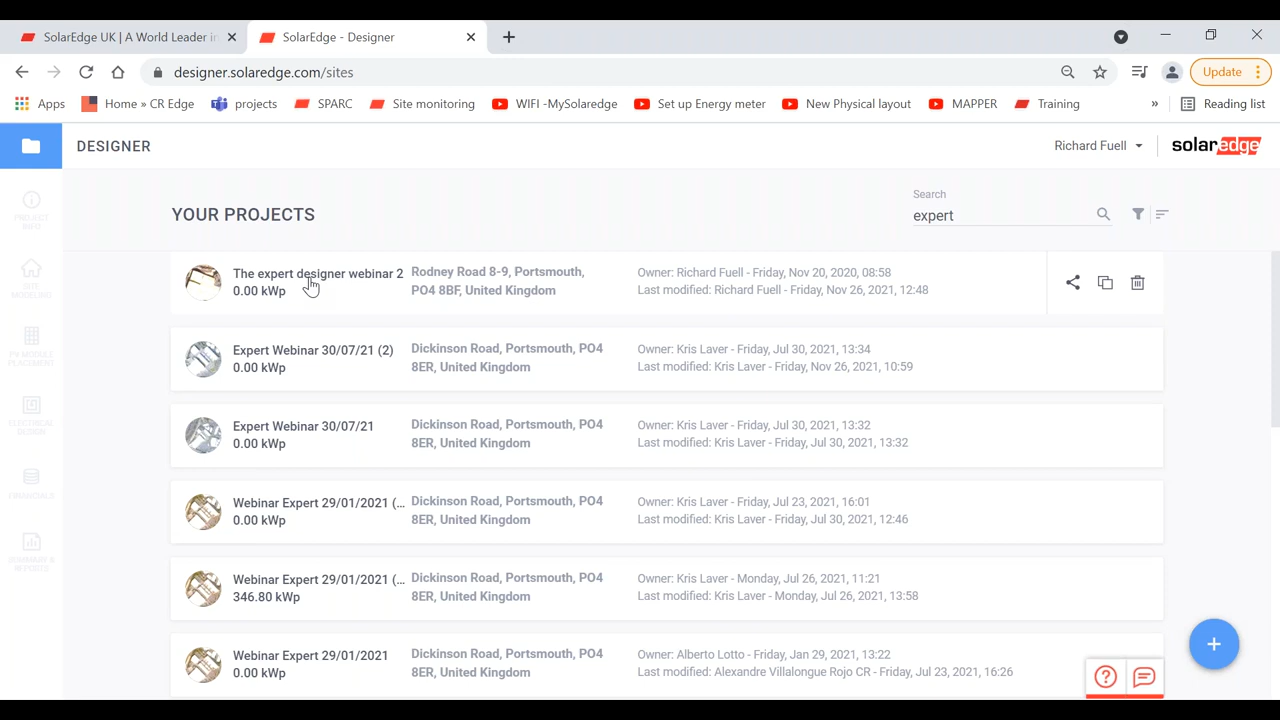 SolarEdge UK | A World Leader in
SolarEdge - Designer
designer.solaredge.com/sites
Update
Apps
Home » CR Edge
projects
SPARC
Site monitoring
WIFI -MySolaredge
Set up Energy meter
New Physical layout
MAPPER
Training
»
Reading list
DESIGNER
Richard Fuell
solaredge
PROJECT
INFO
SITE
MODELING
PV MODULE
PLACEMENT
ELECTRICAL
DESIGN
FINANCIALS
SUMMARY &
REPORTS
YOUR PROJECTS
Search
expert
The expert designer webinar 2
0.00 kWp
Rodney Road 8-9, Portsmouth,
PO4 8BF, United Kingdom
Owner: Richard Fuell - Friday, Nov 20, 2020, 08:58
Last modified: Richard Fuell - Friday, Nov 26, 2021, 12:48
Expert Webinar 30/07/21 (2)
0.00 kWp
Dickinson Road, Portsmouth, PO4
8ER, United Kingdom
Owner: Kris Laver - Friday, Jul 30, 2021, 13:34
Last modified: Kris Laver - Friday, Nov 26, 2021, 10:59
Expert Webinar 30/07/21
0.00 kWp
Dickinson Road, Portsmouth, PO4
8ER, United Kingdom
Owner: Kris Laver - Friday, Jul 30, 2021, 13:32
Last modified: Kris Laver - Friday, Jul 30, 2021, 13:32
Webinar Expert 29/01/2021 (...
0.00 kWp
Dickinson Road, Portsmouth, PO4
8ER, United Kingdom
Owner: Kris Laver - Friday, Jul 23, 2021, 16:01
Last modified: Kris Laver - Friday, Jul 30, 2021, 12:46
Webinar Expert 29/01/2021 (...
346.80 kWp
Dickinson Road, Portsmouth, PO4
8ER, United Kingdom
Owner: Kris Laver - Monday, Jul 26, 2021, 11:21
Last modified: Kris Laver - Monday, Jul 26, 2021, 13:58
Webinar Expert 29/01/2021
0.00 kWp
Dickinson Road, Portsmouth, PO4
8ER, United Kingdom
Owner: Alberto Lotto - Friday, Jan 29, 2021, 13:22
Last modified: Alexandre Villalongue Rojo CR - Friday, Jul 23, 2021, 16:26